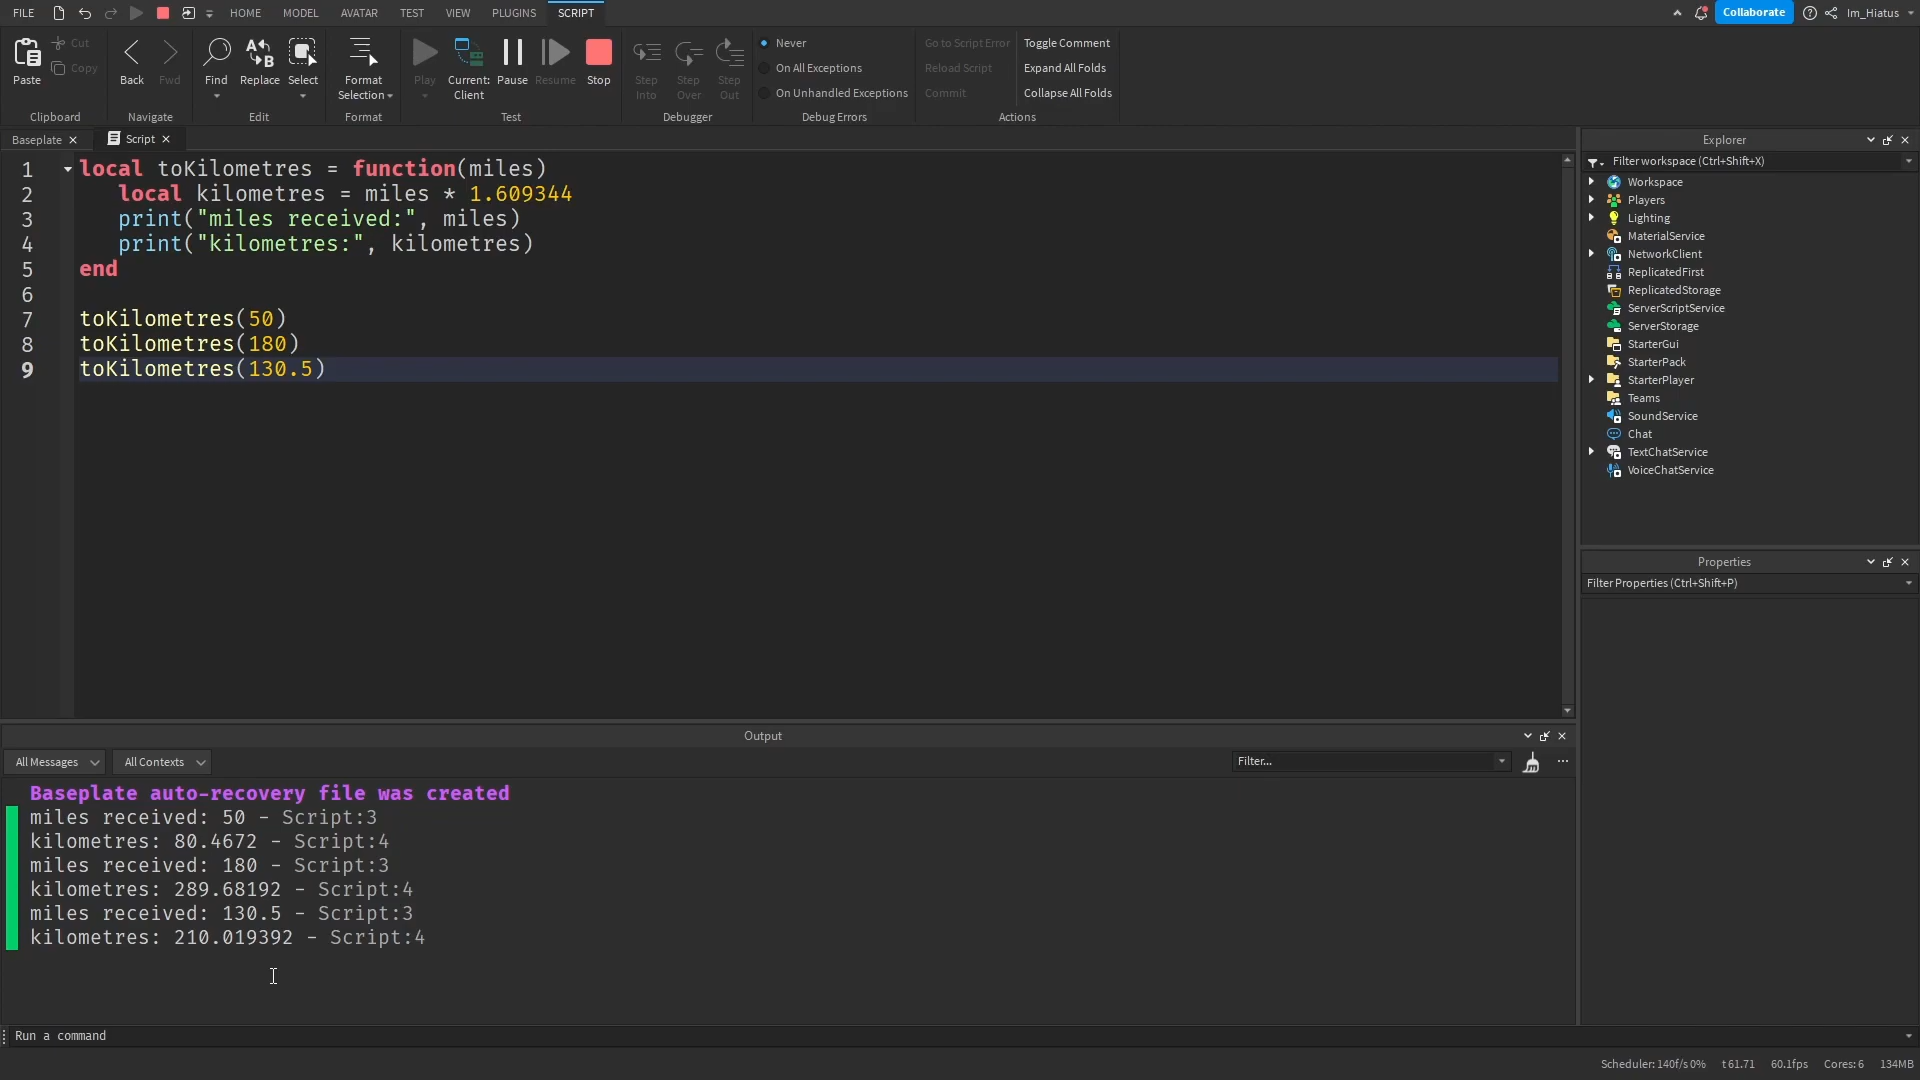 FILE HOME MODEL AVATAR TEST VIEW PLUGINS SCRIPT Collaborate Im_Hiatus
Paste Cut Copy Back Fwd Find Replace Select Format Selection Play Current: Client Pause Resume Stop Step Into Step Over Step Out
Never
On All Exceptions
On Unhandled Exceptions
Go to Script Error
Reload Script
Commit
Toggle Comment
Expand All Folds
Collapse All Folds
Clipboard Navigate Edit Format Test Debugger Debug Errors Actions
Baseplate Script
1 local toKilometres = function(miles)
2 local kilometres = miles * 1.609344
3 print("miles received:", miles)
4 print("kilometres:", kilometres)
5 end
6
7 toKilometres(50)
8 toKilometres(180)
9 toKilometres(130.5)
Explorer
Filter workspace (Ctrl+Shift+X)
Workspace
Players
Lighting
MaterialService
NetworkClient
ReplicatedFirst
ReplicatedStorage
ServerScriptService
ServerStorage
StarterGui
StarterPack
StarterPlayer
Teams
SoundService
Chat
TextChatService
VoiceChatService
Properties
Filter Properties (Ctrl+Shift+P)
Output
All Messages All Contexts Filter...
Baseplate auto-recovery file was created
miles received: 50 - Script:3
kilometres: 80.4672 - Script:4
miles received: 180 - Script:3
kilometres: 289.68192 - Script:4
miles received: 130.5 - Script:3
kilometres: 210.019392 - Script:4
Run a command
Scheduler: 140f/s 0% t 61.71 60.1fps Cores: 6 134MB